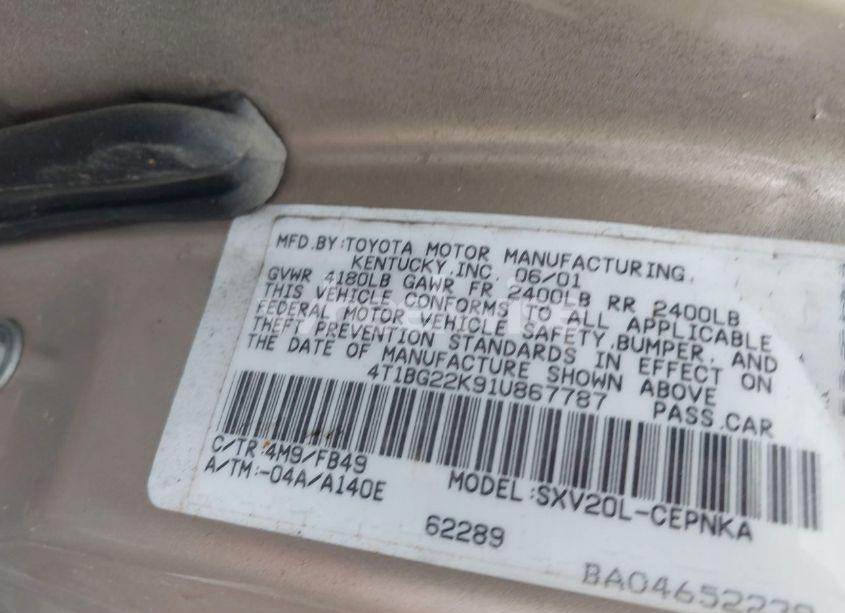 MFD.BY:TOYOTA MOTOR MANUFACTURING,
KENTUCKY,INC. 06/01
GVWR 4180LB GAWR FR 2400LB RR 2400LB
THIS VEHICLE CONFORMS TO ALL APPLICABLE
FEDERAL MOTOR VEHICLE SAFETY,BUMPER, AND
THEFT PREVENTION STANDARDS IN EFFECT ON
THE DATE OF MANUFACTURE SHOWN ABOVE
4T1BG22K91U867787 PASS.CAR
C/TR:4M9/FB49
A/TM:-04A/A140E MODEL:SXV20L-CEPNKA
62289